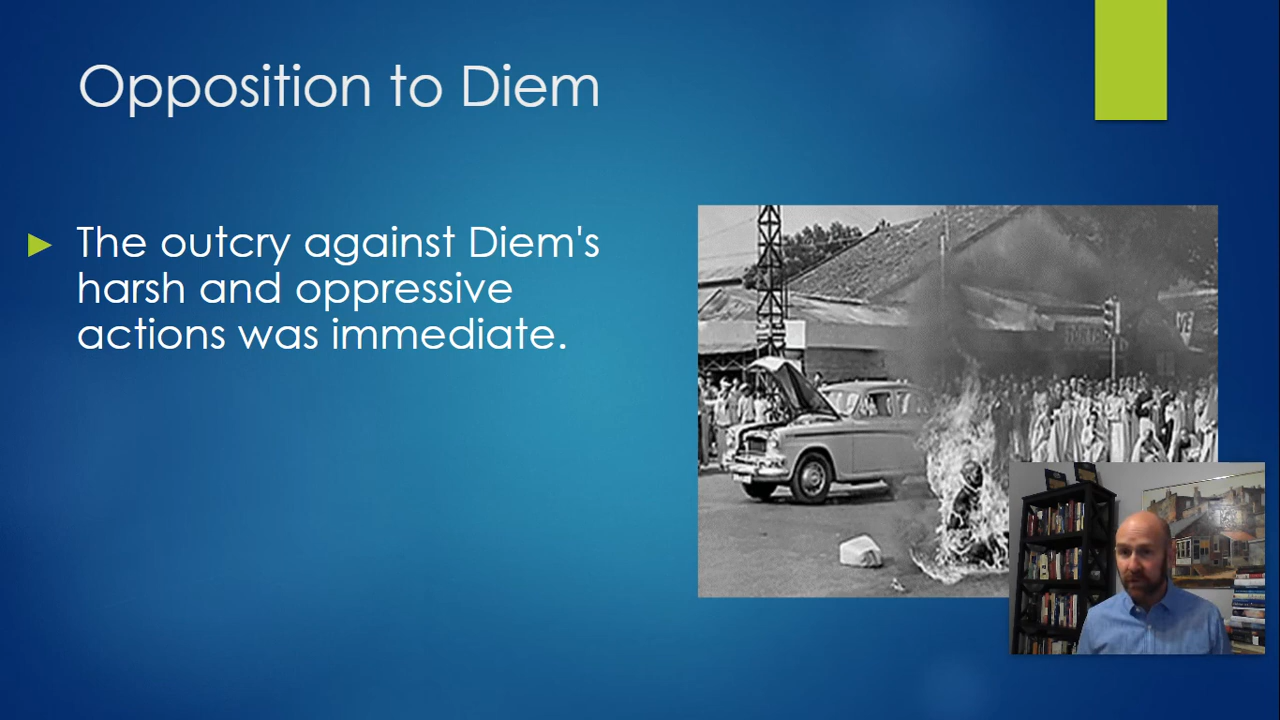 Opposition to Diem
The outcry against Diem's
harsh and oppressive
actions was immediate.